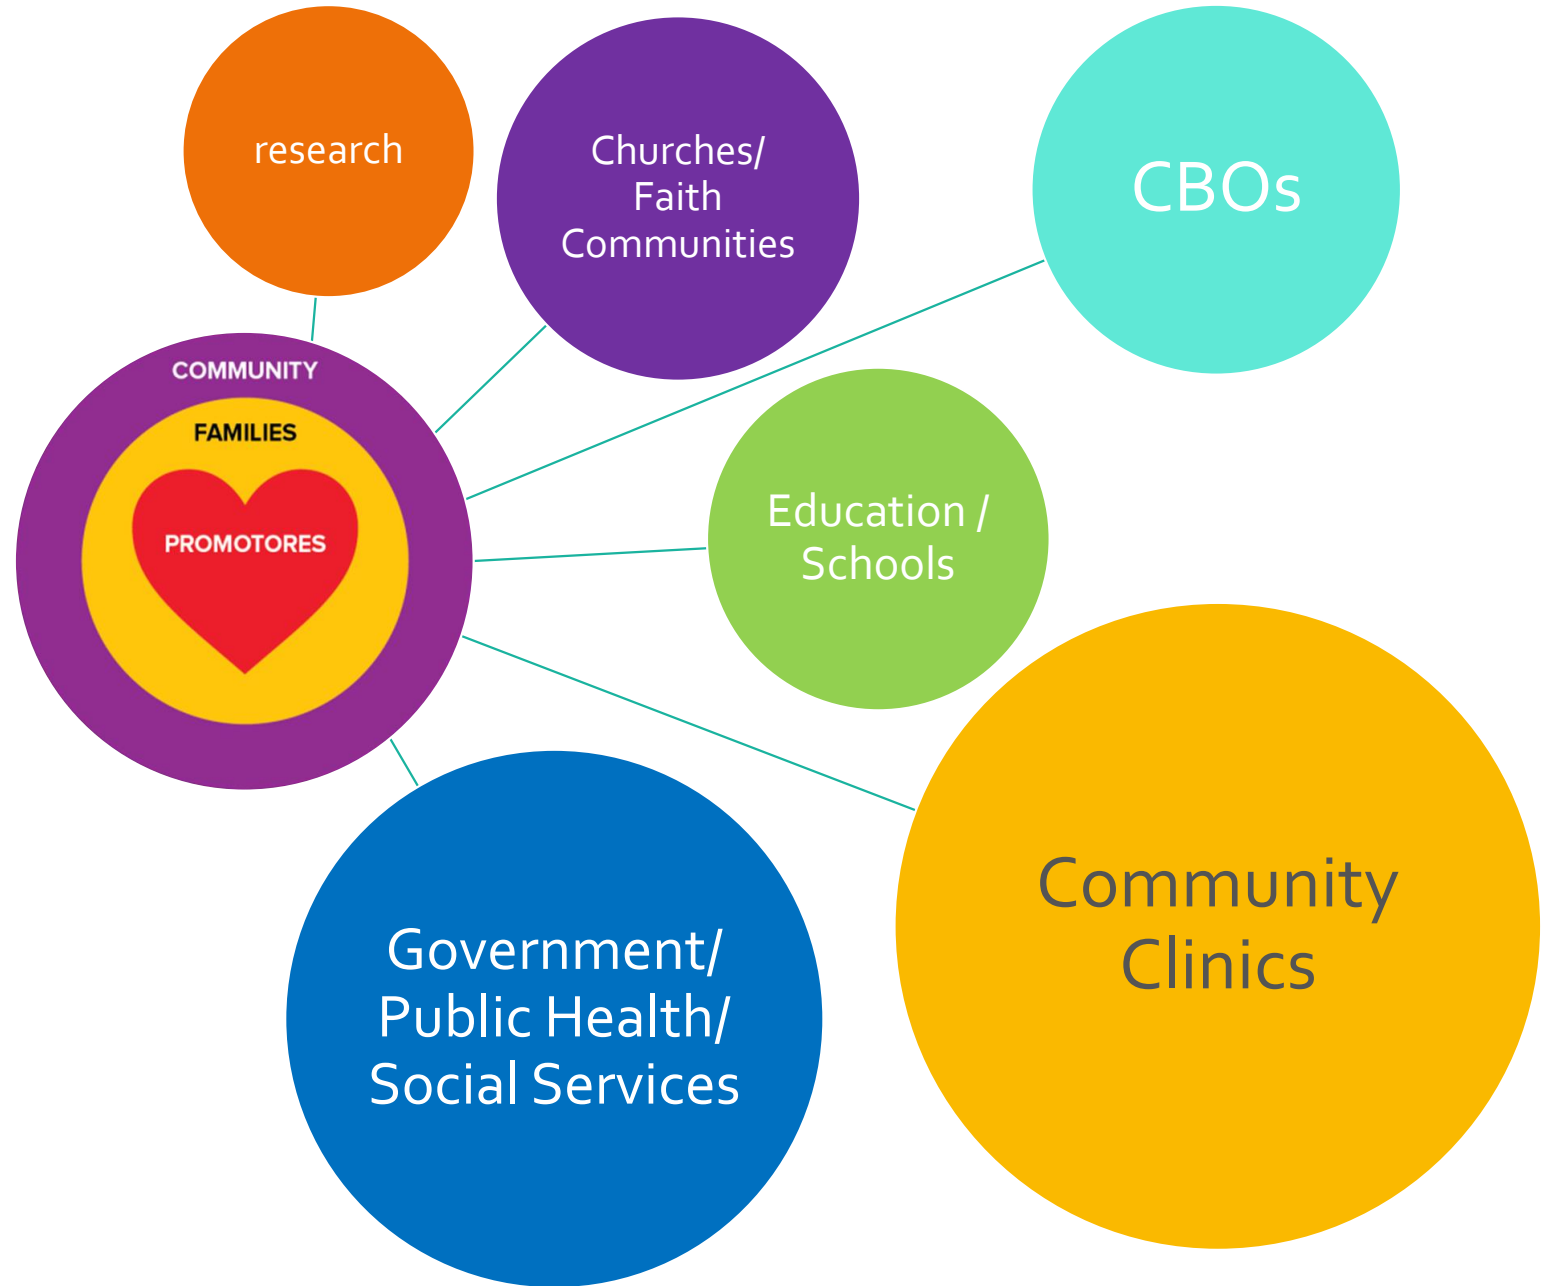 research
Churches/
Faith
Communities
CBOs
COMMUNITY
FAMILIES
PROMOTORES
Education /
Schools
Community
Clinics
Government/
Public Health/
Social Services